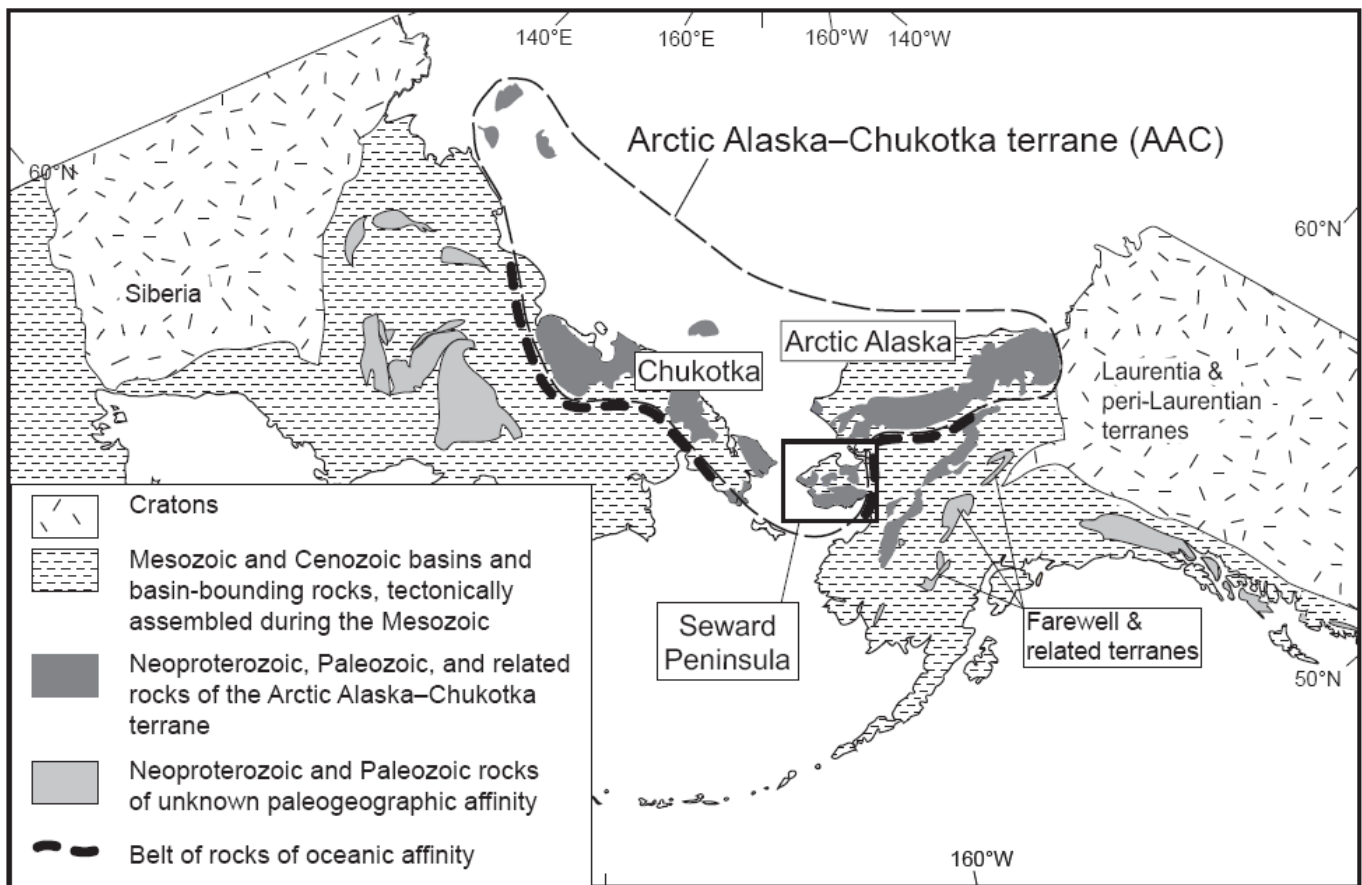 140°E
160°E
160°W
140°W
Arctic Alaska–Chukotka terrane (AAC)
60°N
60°N
Siberia
Arctic Alaska
Chukotka
Laurentia &
peri-Laurentian
terranes
Seward
Peninsula
Farewell &
related terranes
50°N
160°W
Cratons
Mesozoic and Cenozoic basins and
basin-bounding rocks, tectonically
assembled during the Mesozoic
Neoproterozoic, Paleozoic, and related
rocks of the Arctic Alaska–Chukotka
terrane
Neoproterozoic and Paleozoic rocks
of unknown paleogeographic affinity
Belt of rocks of oceanic affinity